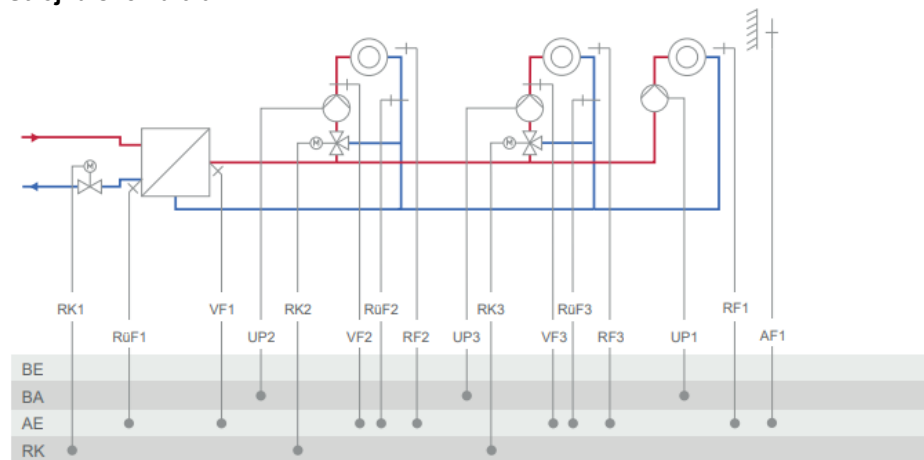 RK1
VF1
RK2
RüF2
RK3
RüF3
RF1
RüF1
UP2
VF2
RF2
UP3
VF3
RF3
UP1
AF1
M
M
M
BE
BA
AE
RK